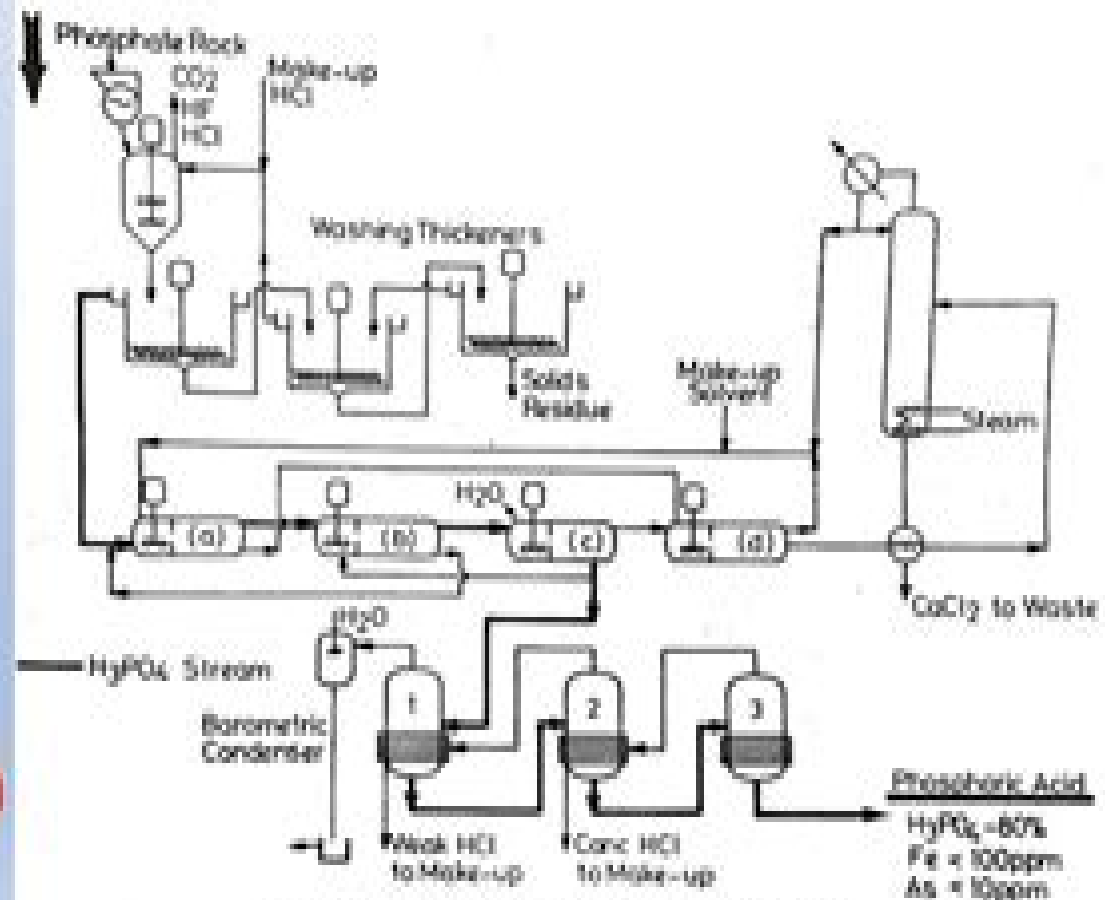 Phosphate Rock
CO2
HF
HCl
Make-up
HCl
Washing Thickeners
Solids
Residue
Make-up
Solvent
Steam
H2O
(a)
(b)
(c)
(d)
CaCl2 to Waste
H2O
H3PO4 Stream
Barometric
Condenser
1
2
3
Weak HCl
to Make-up
Conc HCl
to Make-up
Phosphoric Acid
H3PO4-80%
Fe < 100ppm
As < 10ppm